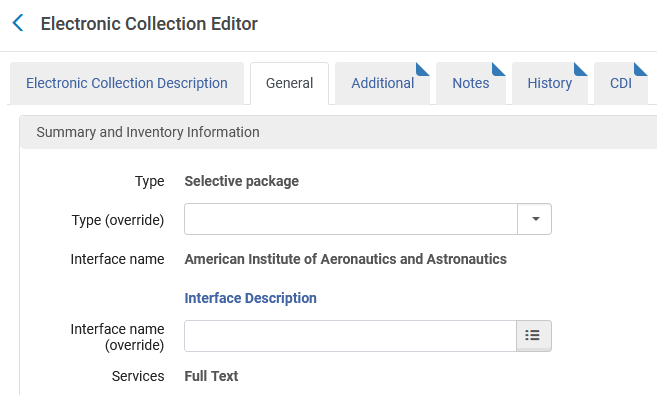 Electronic Collection Editor
Electronic Collection Description
General
Additional
Notes
History
CDI
Summary and Inventory Information
Type
Selective package
Type (override)
Interface name
American Institute of Aeronautics and Astronautics
Interface Description
Interface name
(override)
Services
Full Text